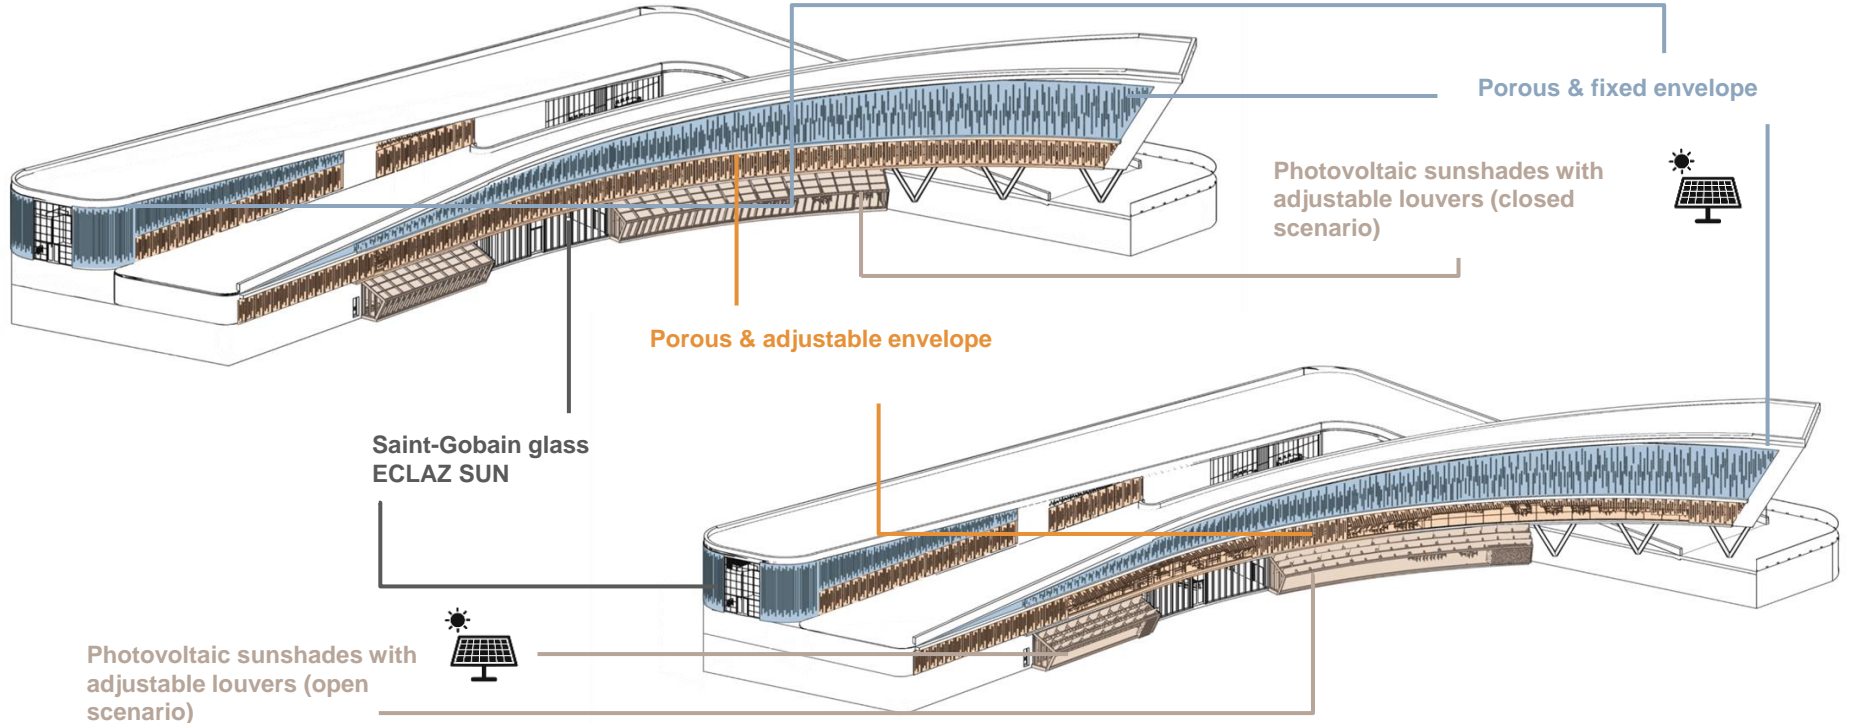 Porous & fixed envelope
Photovoltaic sunshades with
adjustable louvers (closed
scenario)
Porous & adjustable envelope
Saint-Gobain glass
ECLAZ SUN
Photovoltaic sunshades with
adjustable louvers (open
scenario)